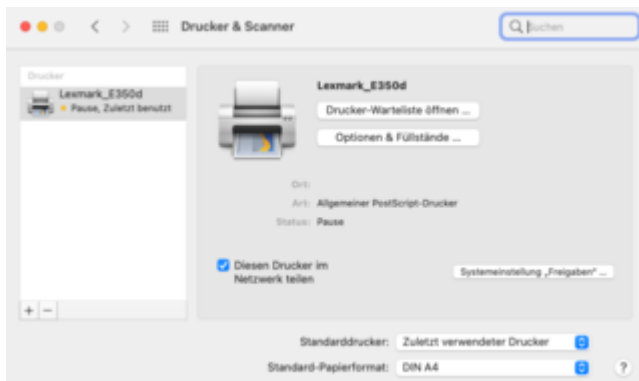 Drucker & Scanner
Suchen
Drucker
Lexmark_E350d
Pause, Zuletzt benutzt
Lexmark_E350d
Drucker-Warteliste öffnen ...
Optionen & Füllstände ...
Ort:
Art: Allgemeiner PostScript-Drucker
Status: Pause
Diesen Drucker im
Netzwerk teilen
Systemeinstellung „Freigaben“ ...
+ −
Standarddrucker: Zuletzt verwendeter Drucker
Standard-Papierformat: DIN A4
?